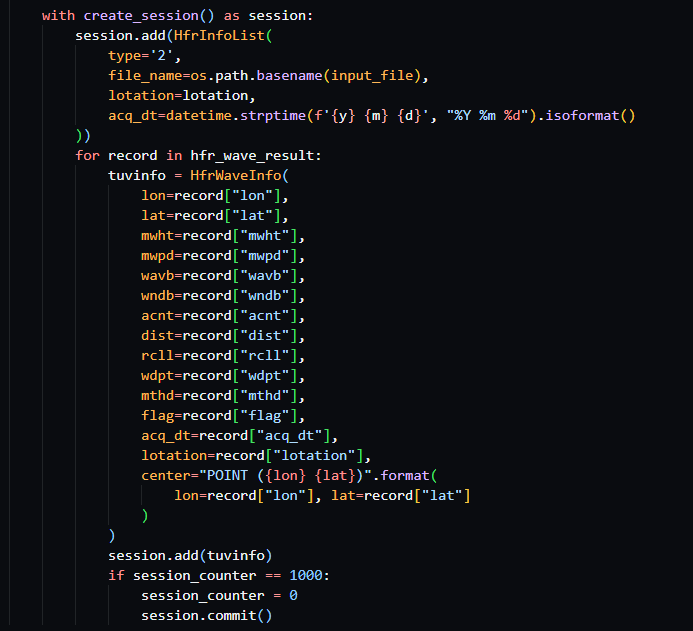 with create_session() as session:
    session.add(HfrInfoList(
        type='2',
        file_name=os.path.basename(input_file),
        lotation=lotation,
        acq_dt=datetime.strptime(f'{y} {m} {d}', "%Y %m %d").isoformat()
    ))
    for record in hfr_wave_result:
        tuvinfo = HfrWaveInfo(
            lon=record["lon"],
            lat=record["lat"],
            mwht=record["mwht"],
            mwpd=record["mwpd"],
            wavb=record["wavb"],
            wndb=record["wndb"],
            acnt=record["acnt"],
            dist=record["dist"],
            rcll=record["rcll"],
            wdpt=record["wdpt"],
            mthd=record["mthd"],
            flag=record["flag"],
            acq_dt=record["acq_dt"],
            lotation=record["lotation"],
            center="POINT ({lon} {lat})".format(
                lon=record["lon"], lat=record["lat"]
            )
        )
        session.add(tuvinfo)
        if session_counter == 1000:
            session_counter = 0
            session.commit()